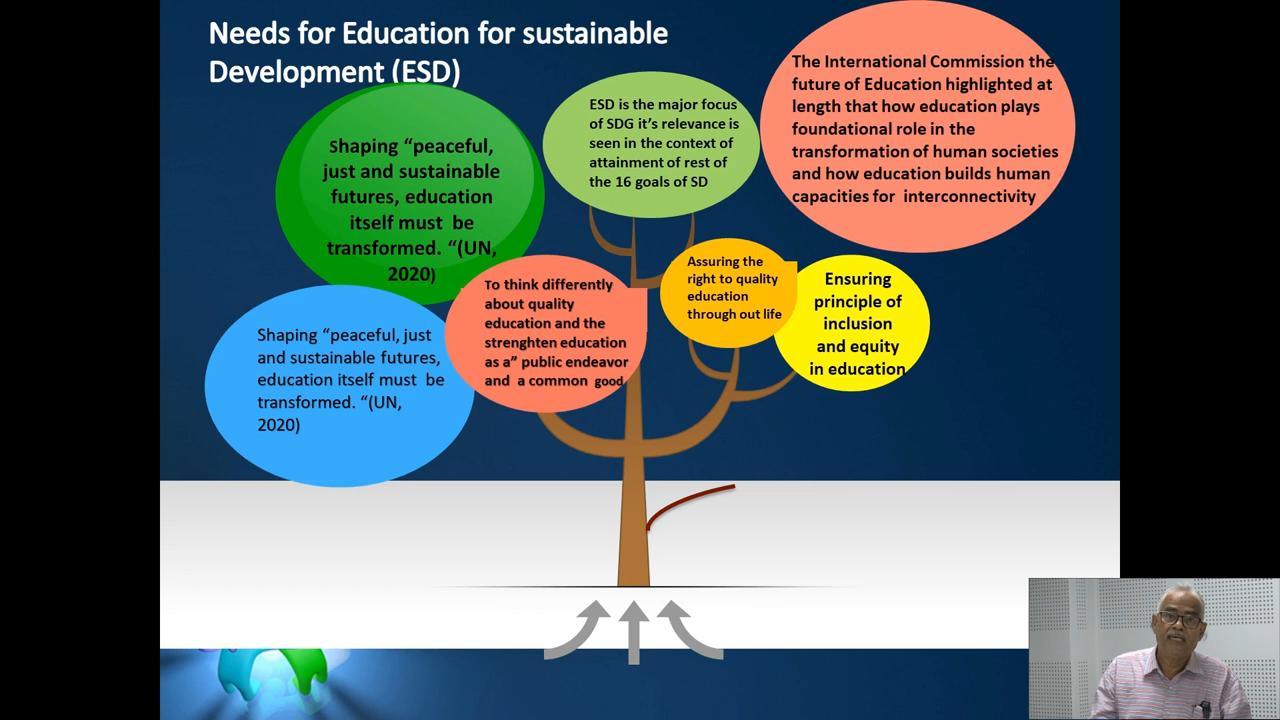 Needs for Education for sustainable
Development (ESD)
Shaping “peaceful,
just and sustainable
futures, education
itself must be
transformed. “(UN,
2020)
ESD is the major focus
of SDG it’s relevance is
seen in the context of
attainment of rest of
the 16 goals of SD
The International Commission the
future of Education highlighted at
length that how education plays
foundational role in the
transformation of human societies
and how education builds human
capacities for interconnectivity
Shaping “peaceful, just
and sustainable futures,
education itself must be
transformed. “(UN,
2020)
To think differently
about quality
education and the
strenghten education
as a” public endeavor
and a common good
Assuring the
right to quality
education
through out life
Ensuring
principle of
inclusion
and equity
in education